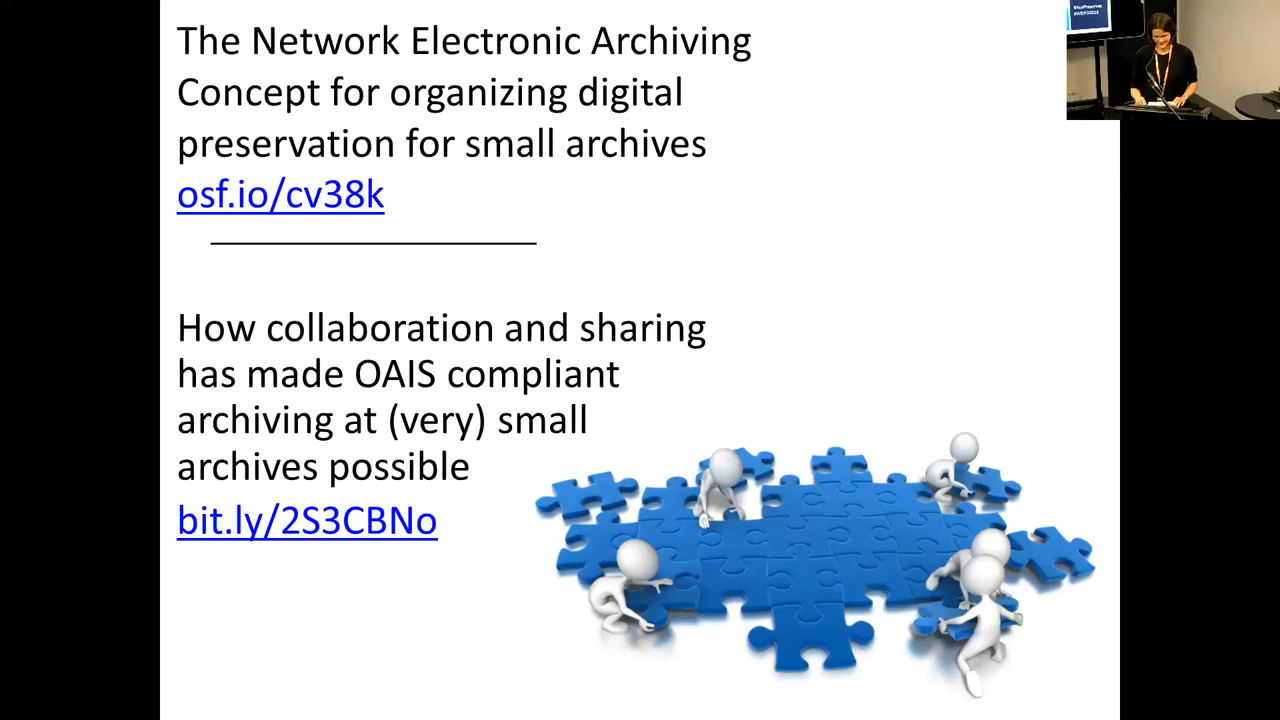 The Network Electronic Archiving
Concept for organizing digital
preservation for small archives
osf.io/cv38k
How collaboration and sharing
has made OAIS compliant
archiving at (very) small
archives possible
bit.ly/2S3CBNo